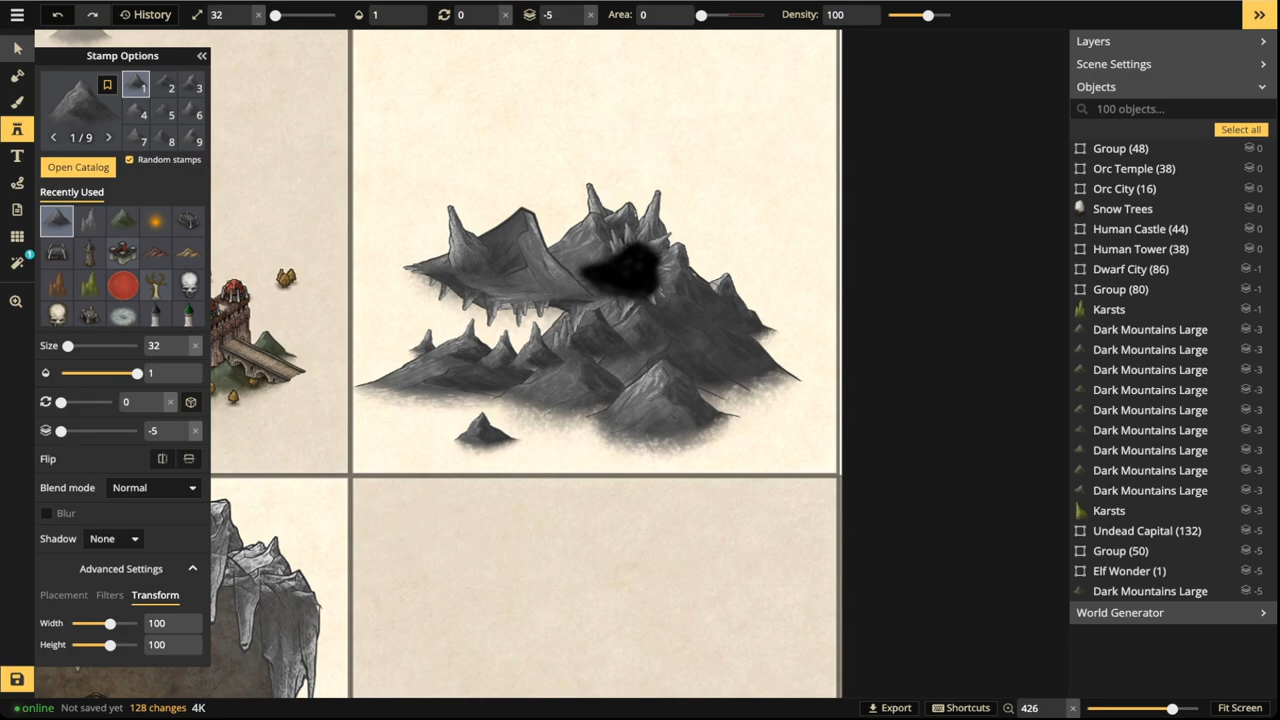 History 32 × 1 0 × -5 × Area: 0 Density: 100
Stamp Options
1 2 3
4 5 6
1 / 9
7 8 9
Open Catalog Random stamps
Recently Used
1
Size 32 ×
1
0 ×
-5 ×
Flip
Blend mode Normal
Blur
Shadow None
Advanced Settings
Placement Filters Transform
Width 100
Height 100
Layers
Scene Settings
Objects
100 objects...
Select all
Group (48) 0
Orc Temple (38) 0
Orc City (16) 0
Snow Trees 0
Human Castle (44) 0
Human Tower (38) 0
Dwarf City (86) -1
Group (80) -1
Karsts -1
Dark Mountains Large -3
Dark Mountains Large -3
Dark Mountains Large -3
Dark Mountains Large -3
Dark Mountains Large -3
Dark Mountains Large -3
Dark Mountains Large -3
Dark Mountains Large -3
Dark Mountains Large -3
Karsts -3
Undead Capital (132) -5
Group (50) -5
Elf Wonder (1) -5
Dark Mountains Large -5
World Generator
online Not saved yet 128 changes 4K Export Shortcuts 426 × Fit Screen